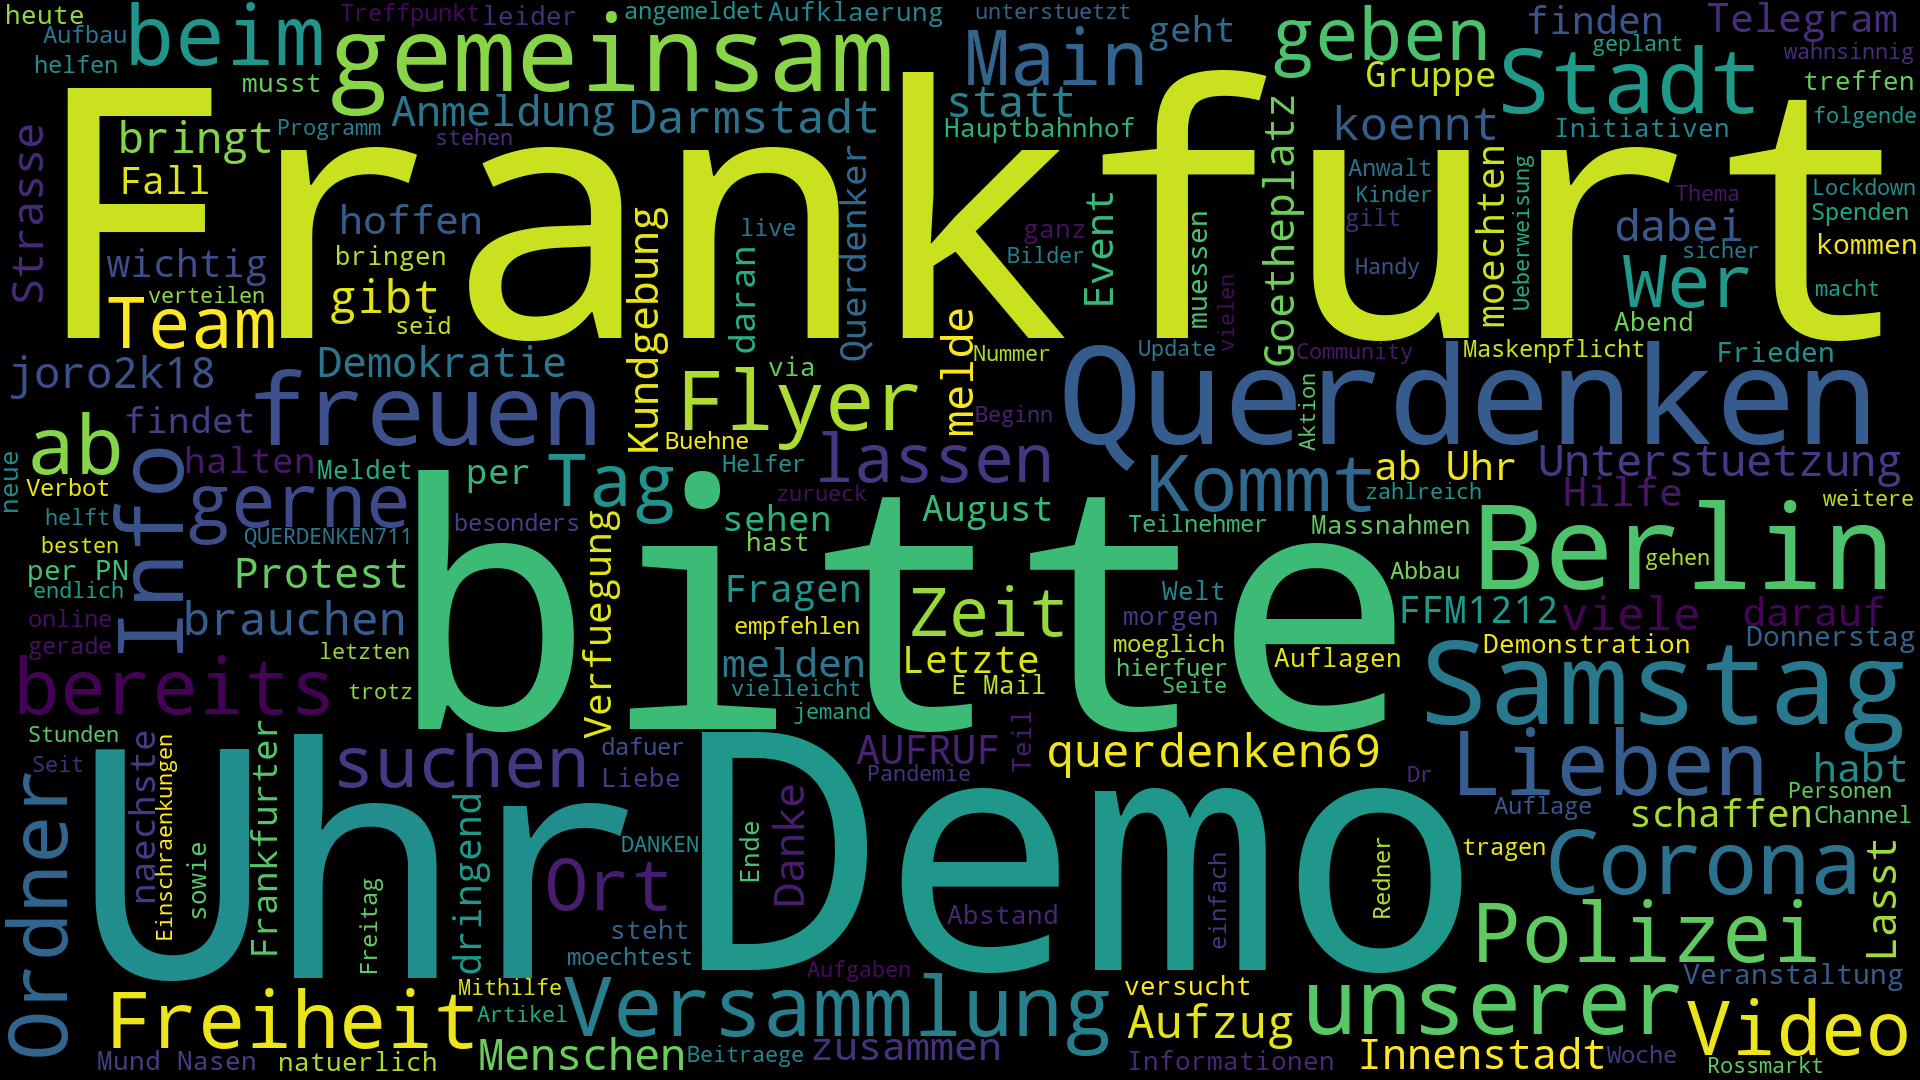 heute
Treffpunkt
leider
angemeldet
Aufklaerung
unterstuetzt
geht
geben
finden
Telegram
Aufbau
beim
gemeinsam
Main
geplant
wahnsinnig
helfen
musst
Gruppe
Stadt
treffen
Anmeldung
Darmstadt
statt
koennt
folgende
bringt
Programm
stehen
Hauptbahnhof
Initiativen
Strasse
Frankfurt
Fall
Querdenker
Goetheplatz
Anwalt
moechten
Ueberweisung
Thema
Lockdown
Kinder
Spenden
hoffen
Kundgebung
live
ganz
Event
muessen
gilt
dabei
sicher
kommen
wichtig
bringen
daran
Bilder
Handy
Wer
macht
verteilen
gibt
vielen
Team
seid
melde
Abend
joro2k18
Demokratie
via
Nummer
Update
Community
Maskenpflicht
Frieden
freuen
Flyer
Querdenken
findet
Beginn
Aktion
ab
Buehne
halten
Meldet
per
Tag
Helfer
lassen
Kommt
ab Uhr
Unterstuetzung
neue
Verbot
Info
gerne
zurueck
zahlreich
Hilfe
weitere
helft
besonders
sehen
August
Teilnehmer
Massnahmen
Berlin
besten
QUERDENKEN711
hast
gehen
per PN
Protest
bitte
Verfuegung
Abbau
endlich
Fragen
Zeit
Welt
FFM1212
viele
darauf
online
brauchen
empfehlen
morgen
gerade
letzten
melden
Letzte
moeglich
Auflagen
Demonstration
Donnerstag
bereits
trotz
vielleicht
E Mail
hierfuer
Seite
Samstag
jemand
Stunden
naechste
Einschraenkungen
Frankfurter
suchen
dafuer
AUFRUF
Teil
querdenken69
Lieben
habt
Seit
Liebe
Pandemie
Dr
Personen
Ordner
Uhr
dringend
Danke
Demo
Auflage
schaffen
Channel
sowie
DANKEN
Ende
Redner
tragen
Corona
Lasst
Freitag
Ort
Abstand
einfach
steht
Polizei
moechtest
Aufgaben
Veranstaltung
Freiheit
Mithilfe
Versammlung
versucht
unserer
Artikel
Aufzug
Video
Mund Nasen
natuerlich
Menschen
Beitraege
zusammen
Informationen
Innenstadt
Woche
Rossmarkt